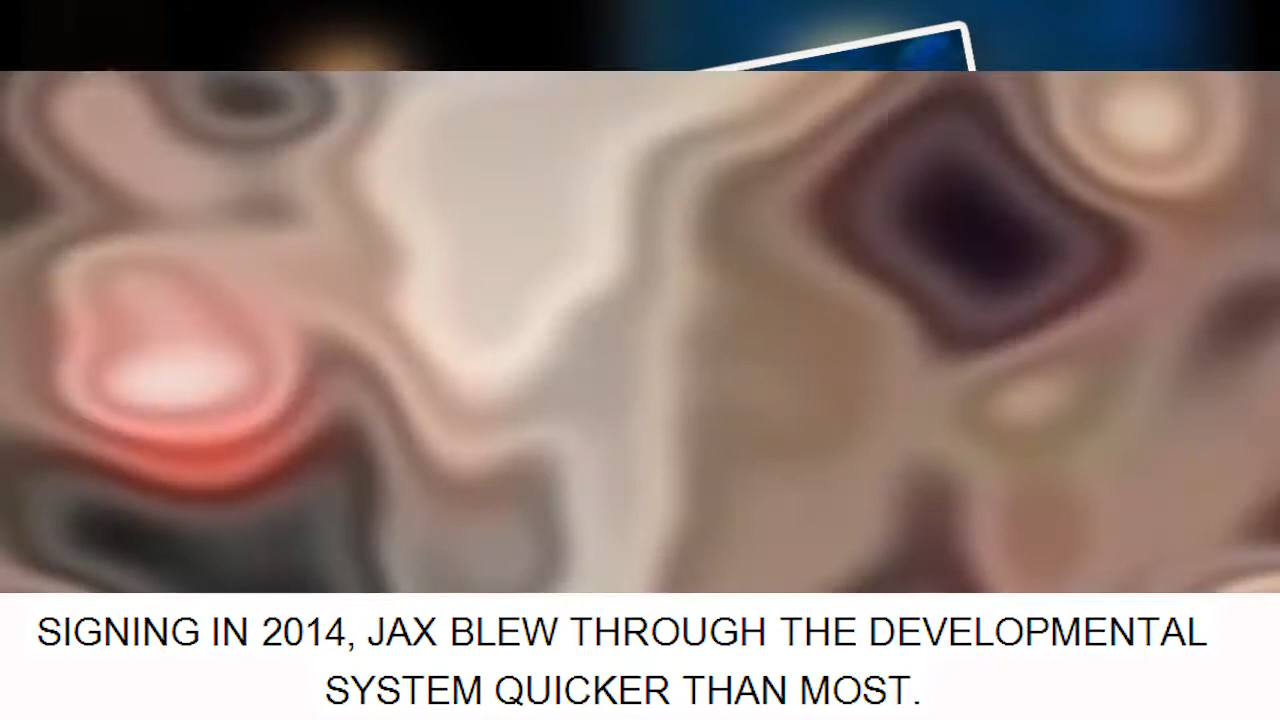 SIGNING IN 2014, JAX BLEW THROUGH THE DEVELOPMENTAL
SYSTEM QUICKER THAN MOST.